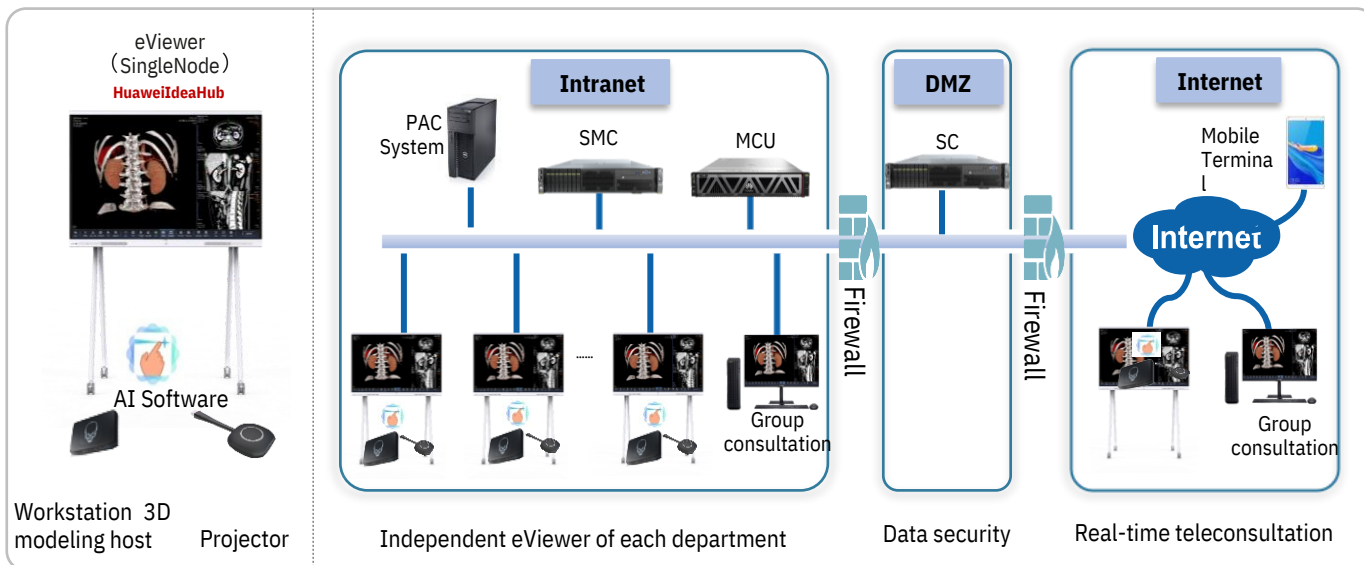 eViewer
（SingleNode）
HuaweiIdeaHub
AI Software
Workstation 3D
modeling host
Projector
Intranet
PAC
System
SMC
MCU
......
Group
consultation
Independent eViewer of each department
Firewall
DMZ
SC
Data security
Firewall
Internet
Mobile
Termina
l
Internet
Group
consultation
Real-time teleconsultation